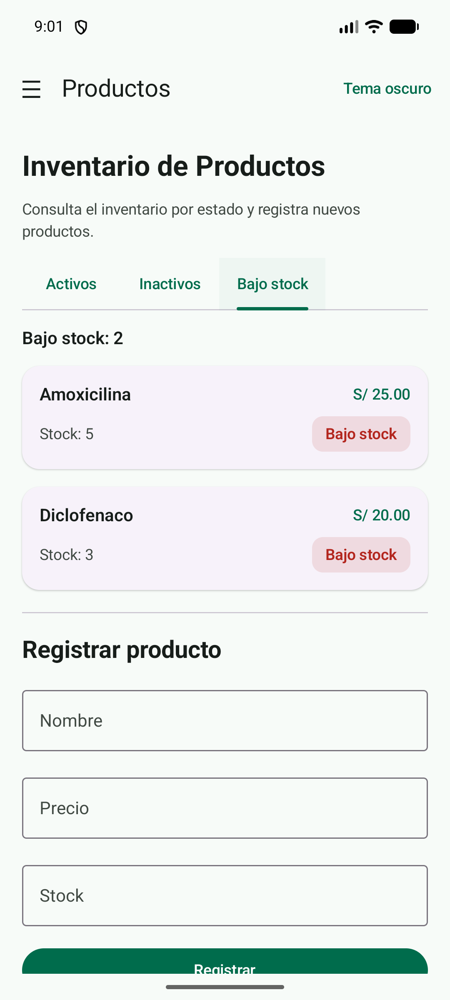 9:01
Productos
Tema oscuro
Inventario de Productos
Consulta el inventario por estado y registra nuevos
productos.
Activos
Inactivos
Bajo stock
Bajo stock: 2
Amoxicilina
S/ 25.00
Stock: 5
Bajo stock
Diclofenaco
S/ 20.00
Stock: 3
Bajo stock
Registrar producto
Nombre
Precio
Stock
Registrar